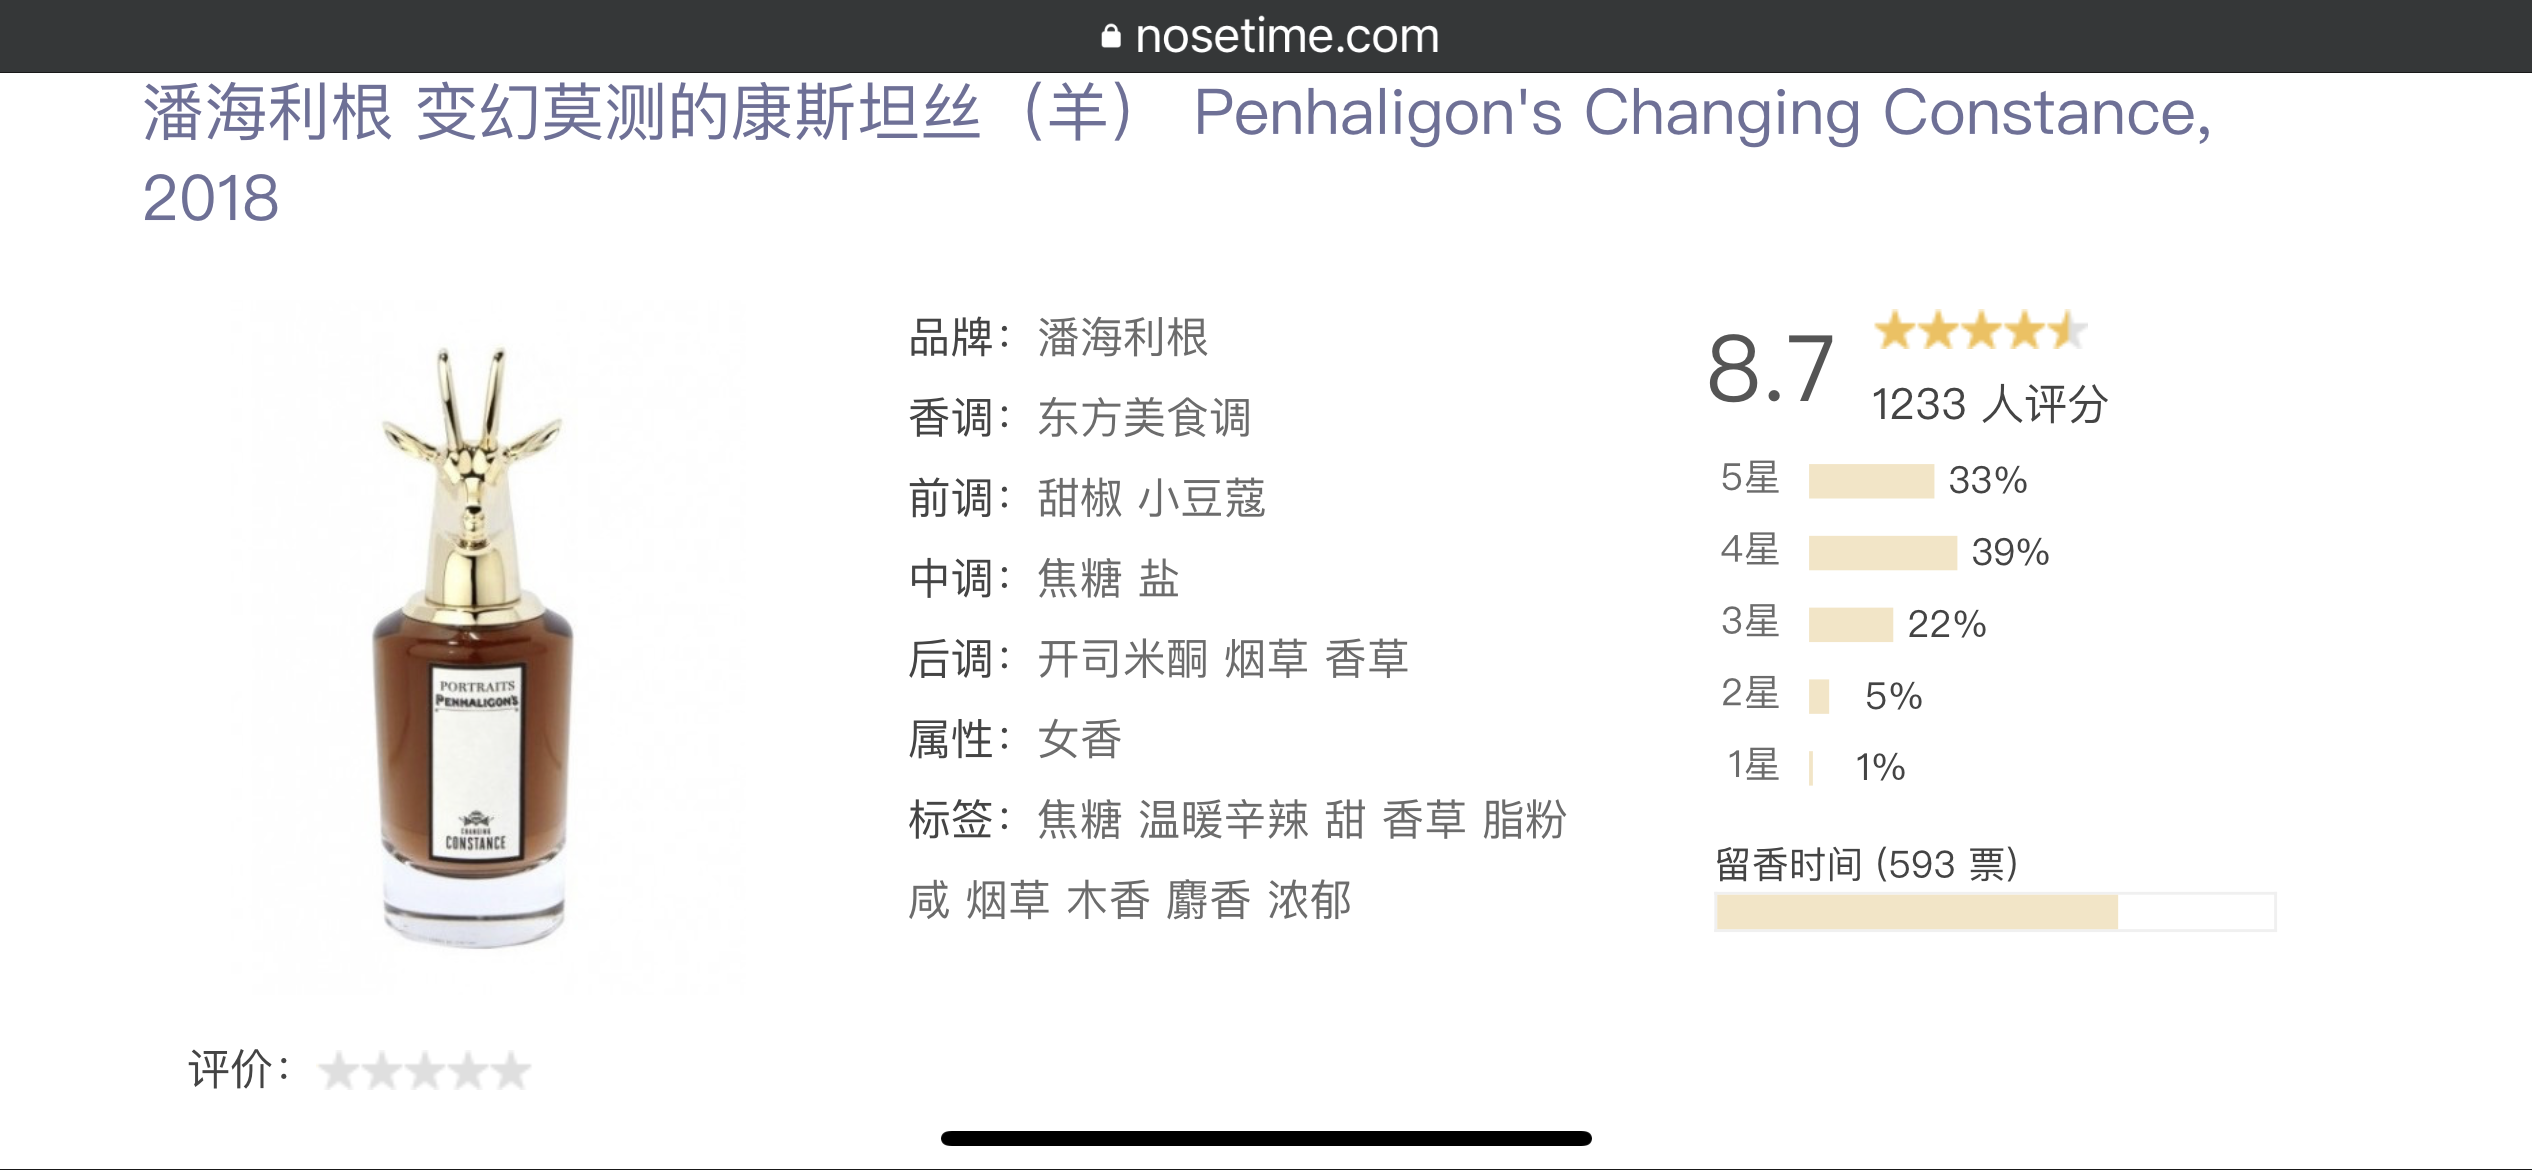 nosetime.com
潘海利根 变幻莫测的康斯坦丝（羊） Penhaligon's Changing Constance,
2018
品牌：潘海利根
香调：东方美食调
前调：甜椒 小豆蔻
中调：焦糖 盐
后调：开司米酮 烟草 香草
属性：女香
标签：焦糖 温暖辛辣 甜 香草 脂粉
咸 烟草 木香 麝香 浓郁
8.7
1233 人评分
5星 33%
4星 39%
3星 22%
2星 5%
1星 1%
留香时间 (593 票)
PORTRAITS
PENHALIGON'S
CHANGING
CONSTANCE
评价：